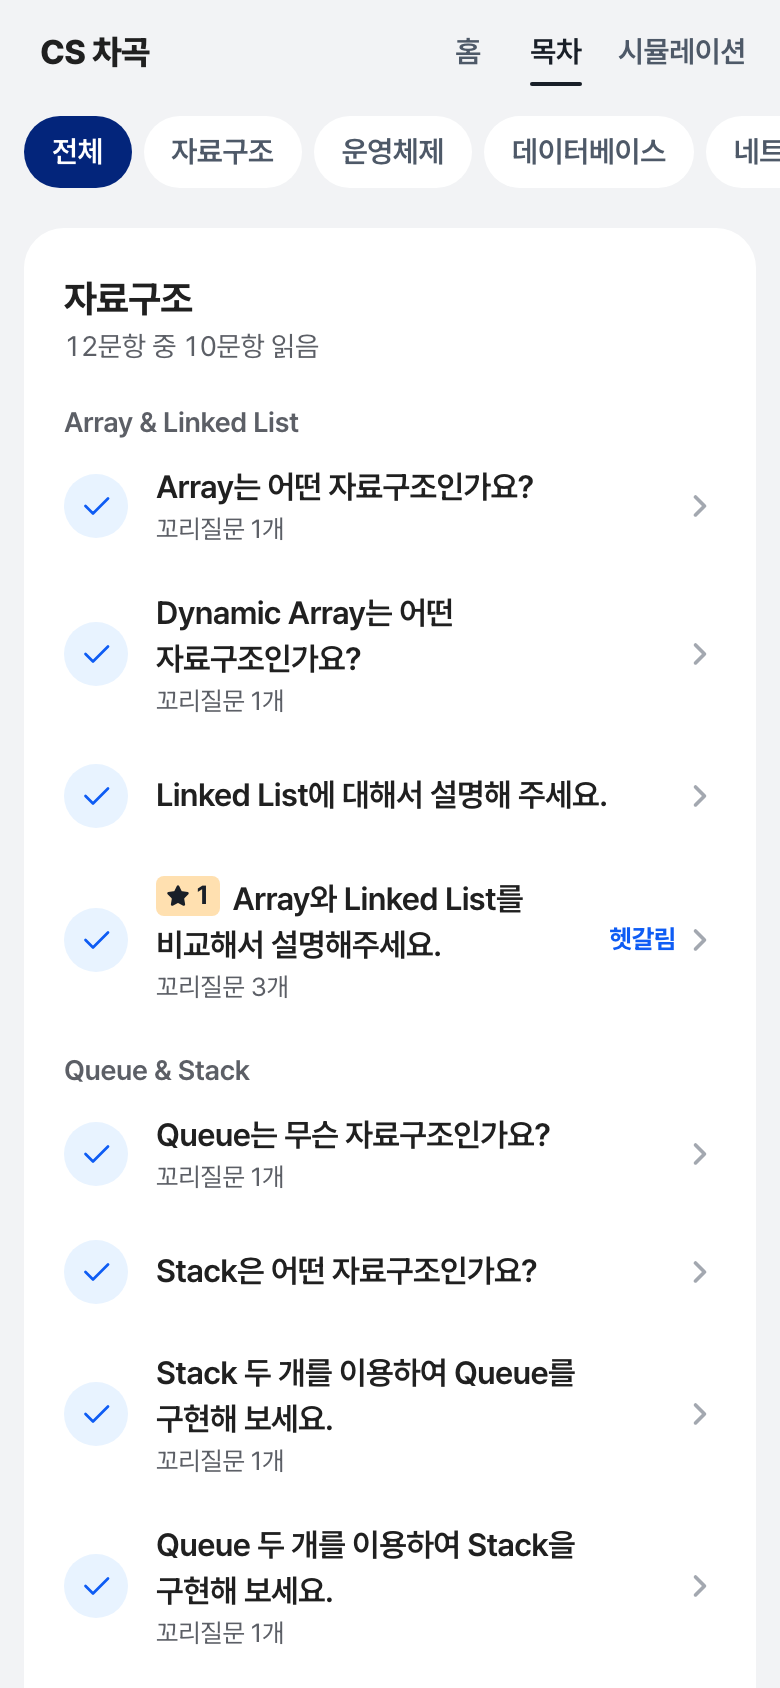 CS 차곡
홈 목차 시뮬레이션
전체 자료구조 운영체제 데이터베이스 네트
자료구조
12문항 중 10문항 읽음
Array & Linked List
Array는 어떤 자료구조인가요?
꼬리질문 1개
Dynamic Array는 어떤
자료구조인가요?
꼬리질문 1개
Linked List에 대해서 설명해 주세요.
★ 1 Array와 Linked List를
비교해서 설명해주세요.
헷갈림
꼬리질문 3개
Queue & Stack
Queue는 무슨 자료구조인가요?
꼬리질문 1개
Stack은 어떤 자료구조인가요?
Stack 두 개를 이용하여 Queue를
구현해 보세요.
꼬리질문 1개
Queue 두 개를 이용하여 Stack을
구현해 보세요.
꼬리질문 1개